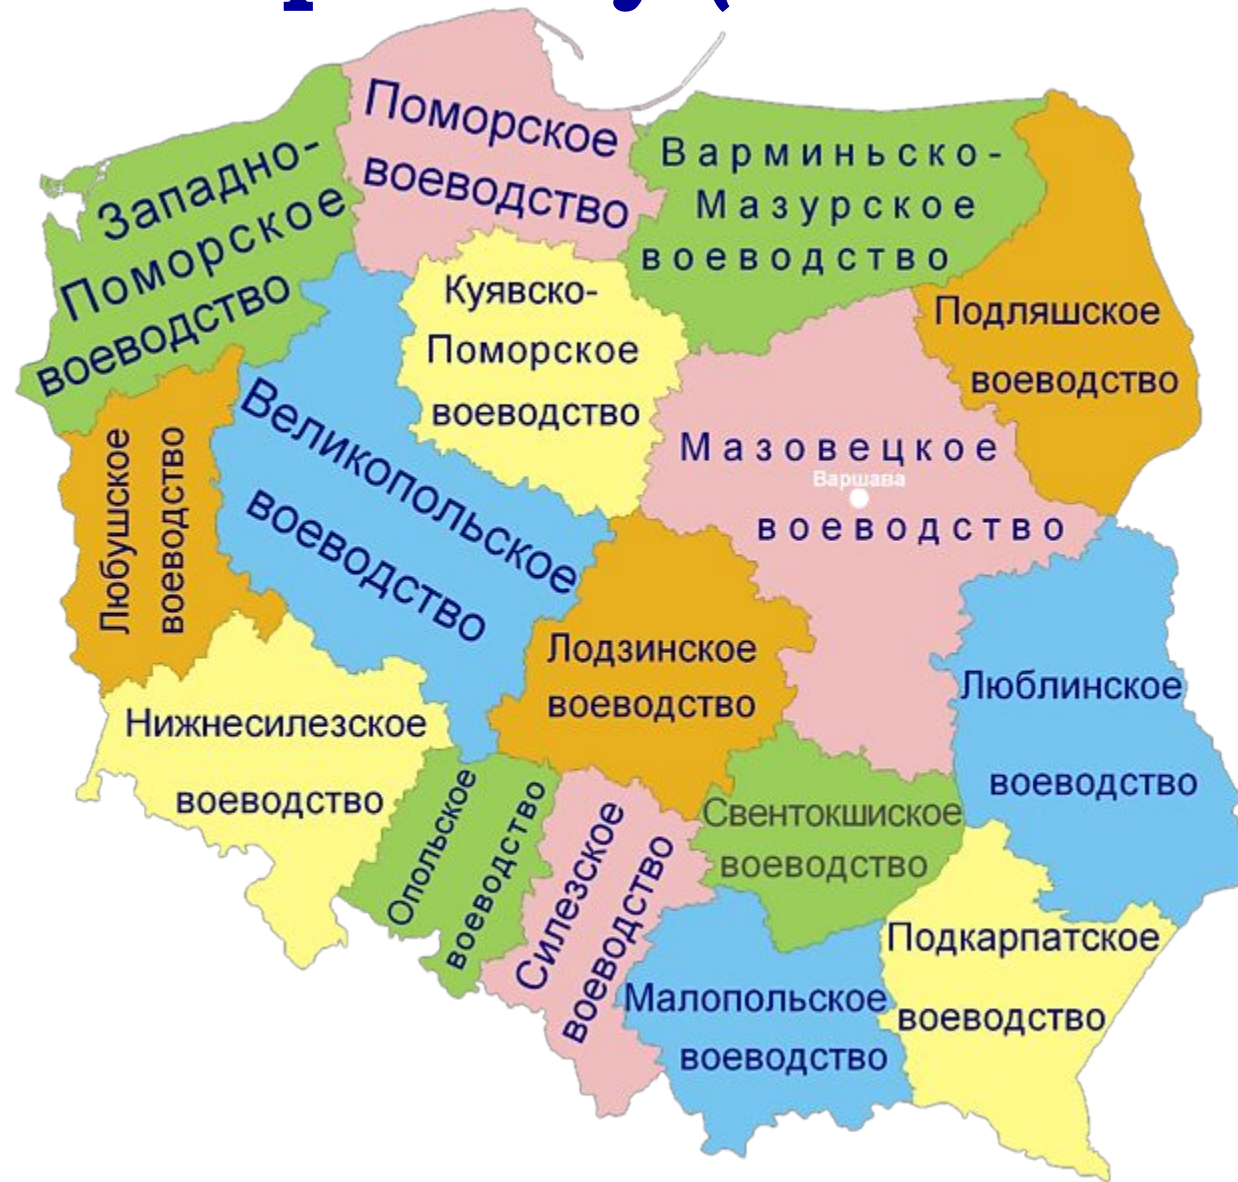 Поморское
воеводство
Западно-
Поморское
воеводство
Варминьско-
Мазурское
воеводство
Куявско-
Поморское
воеводство
Подляшское
воеводство
Великопольское
воеводство
Мазовецкое
Варшава
воеводство
Любушское
воеводство
Лодзинское
воеводство
Люблинское
воеводство
Нижнесилезское
воеводство
Опольское
воеводство
Силезское
воеводство
Свентокшиское
воеводство
Подкарпатское
воеводство
Малопольское
воеводство